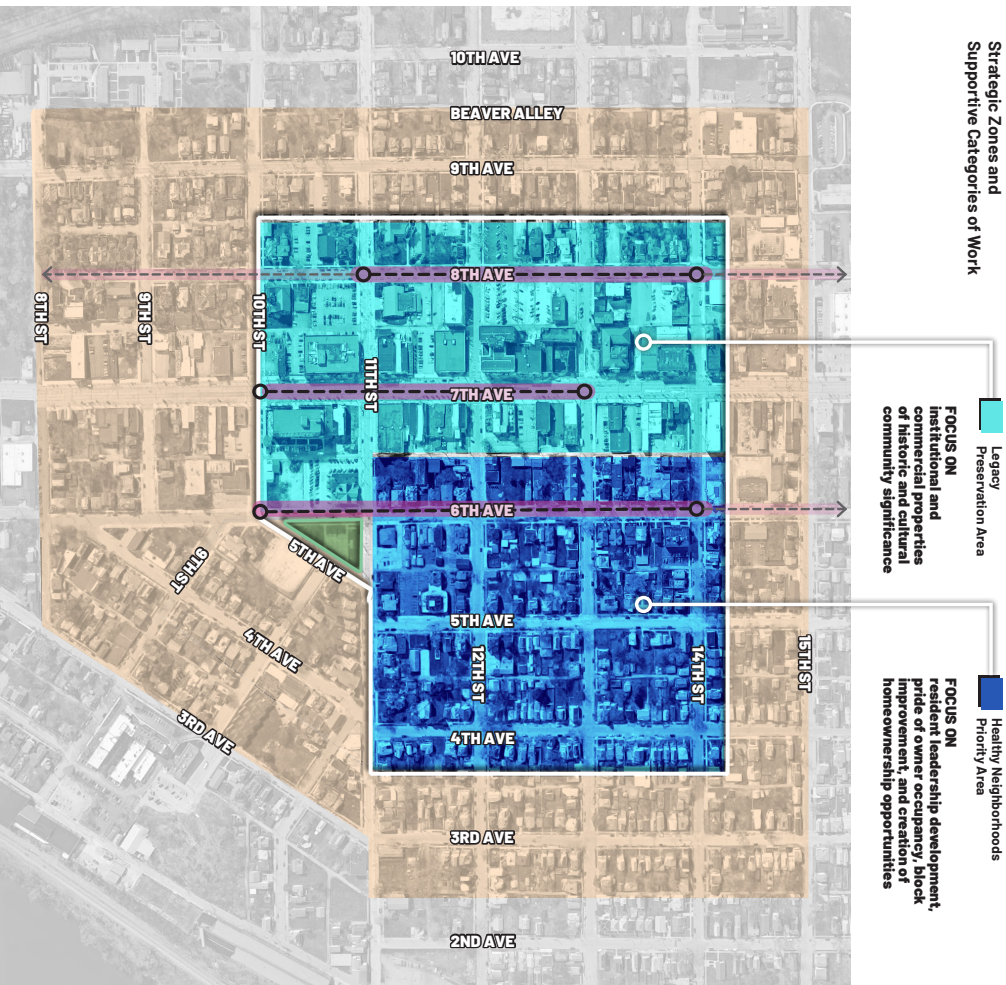 Strategic Zones and
Supportive Categories of Work
Legacy
Preservation Area
FOCUS ON
institutional and
commercial properties
of historic and cultural
community significance
Healthy Neighborhoods
Priority Area
FOCUS ON
resident leadership development,
pride of owner occupancy, block
improvement, and creation of
homeownership opportunities
10TH AVE
BEAVER ALLEY
9TH AVE
8TH AVE
8TH ST
9TH ST
10TH ST
11TH ST
7TH AVE
6TH AVE
5TH AVE
9TH ST
5TH AVE
4TH AVE
12TH ST
14TH ST
15TH ST
3RD AVE
4TH AVE
3RD AVE
2ND AVE